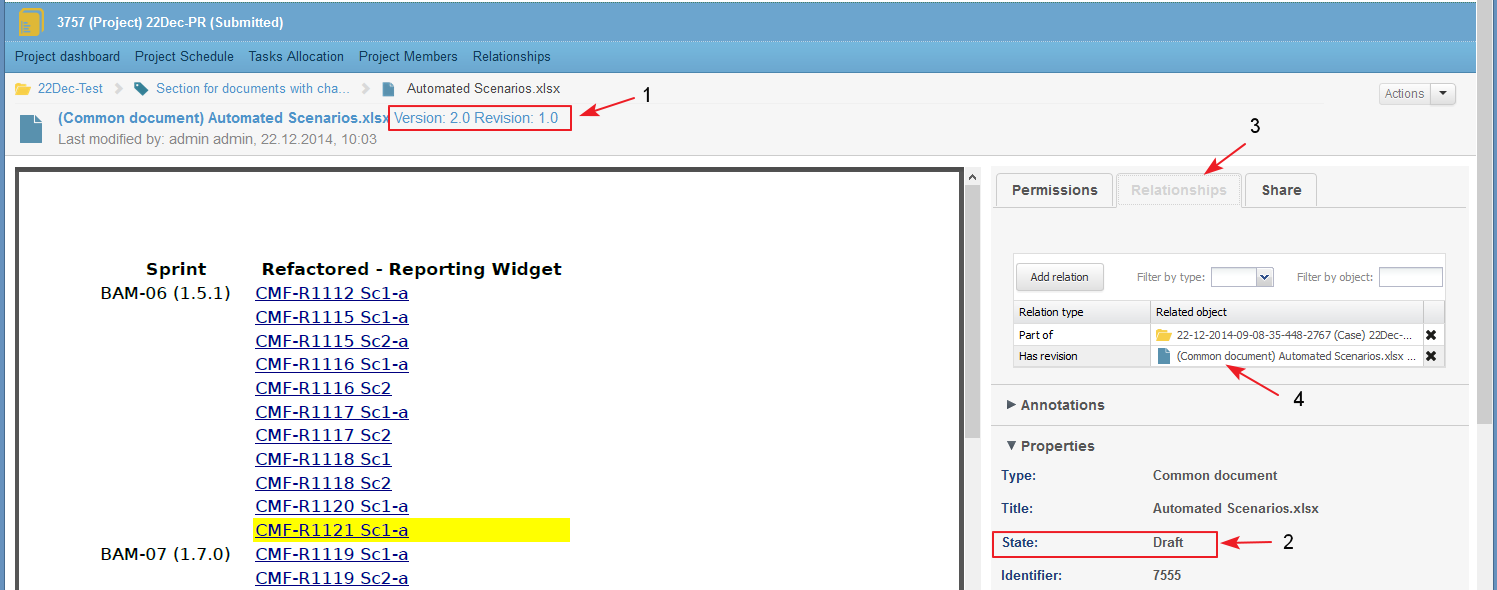 3757 (Project) 22Dec-PR (Submitted)
Project dashboard Project Schedule Tasks Allocation Project Members Relationships
22Dec-Test Section for documents with cha... Automated Scenarios.xlsx
Actions
(Common document) Automated Scenarios.xlsx Version: 2.0 Revision: 1.0
1
Last modified by: admin admin, 22.12.2014, 10:03
Sprint Refactored - Reporting Widget
BAM-06 (1.5.1) CMF-R1112 Sc1-a
CMF-R1115 Sc1-a
CMF-R1115 Sc2-a
CMF-R1116 Sc1-a
CMF-R1116 Sc2
CMF-R1117 Sc1-a
CMF-R1117 Sc2
CMF-R1118 Sc1
CMF-R1118 Sc2
CMF-R1120 Sc1-a
CMF-R1121 Sc1-a
BAM-07 (1.7.0) CMF-R1119 Sc1-a
CMF-R1119 Sc2-a
3
Permissions Relationships Share
Add relation Filter by type: Filter by object:
Relation type Related object
Part of 22-12-2014-09-08-35-448-2767 (Case) 22Dec-...
Has revision (Common document) Automated Scenarios.xlsx ...
4
Annotations
Properties
Type: Common document
Title: Automated Scenarios.xlsx
State: Draft
2
Identifier: 7555